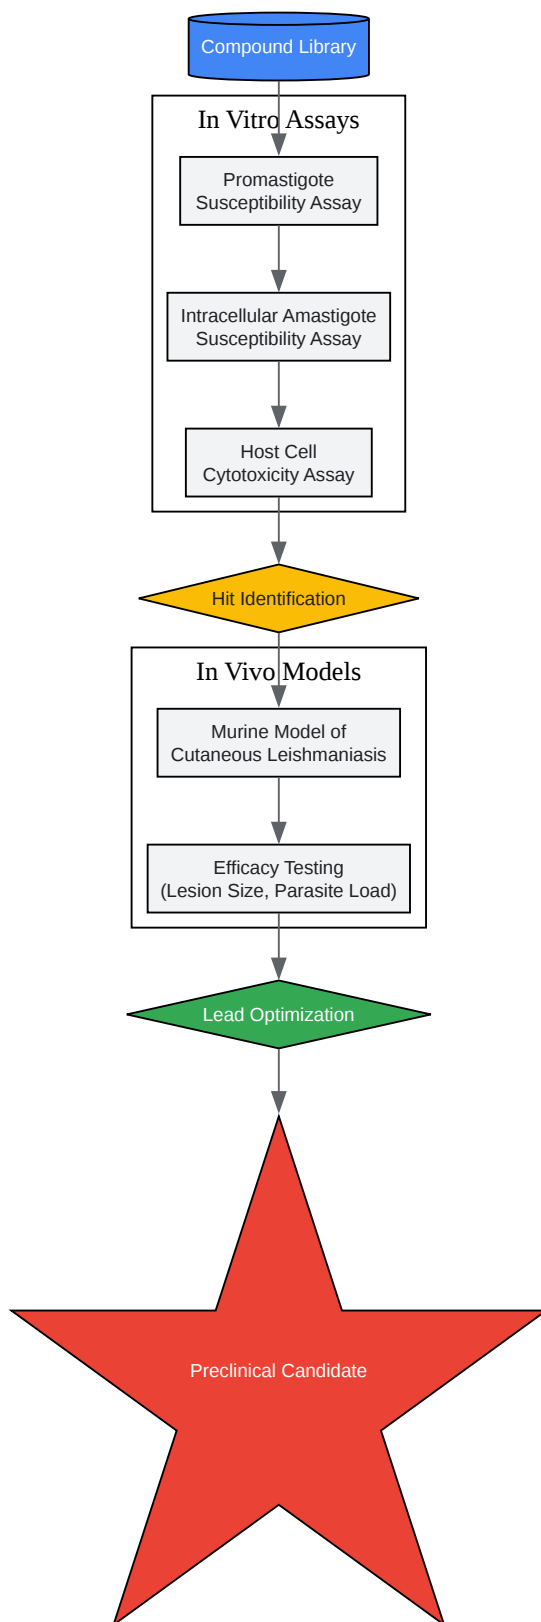 Compound Library
In Vitro Assays
Promastigote
Susceptibility Assay
Intracellular Amastigote
Susceptibility Assay
Host Cell
Cytotoxicity Assay
Hit Identification
In Vivo Models
Murine Model of
Cutaneous Leishmaniasis
Efficacy Testing
(Lesion Size, Parasite Load)
Lead Optimization
Preclinical Candidate